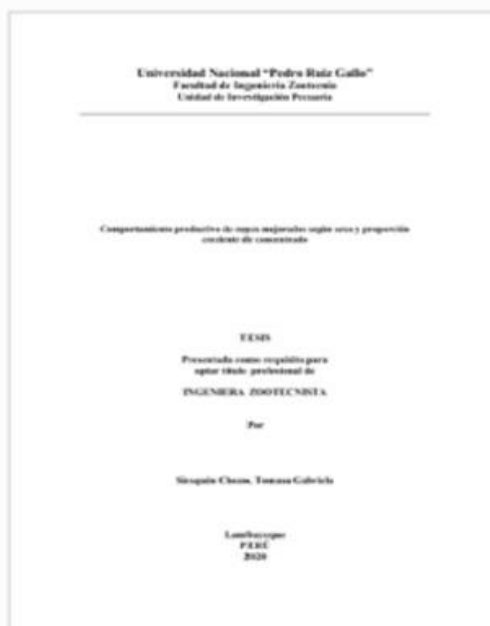 Universidad Nacional “Pedro Ruiz Gallo”
Facultad de Ingeniería Zootecnia
Unidad de Investigación Pecuaria
Comportamiento productivo de cuyes mejorados según sexo y proporción
creciente de concentrado
TESIS
Presentada como requisito para
optar título profesional de
INGENIERA ZOOTECNISTA
Por
Tomasa Gabriela
Lambayeque
PERÚ
2020